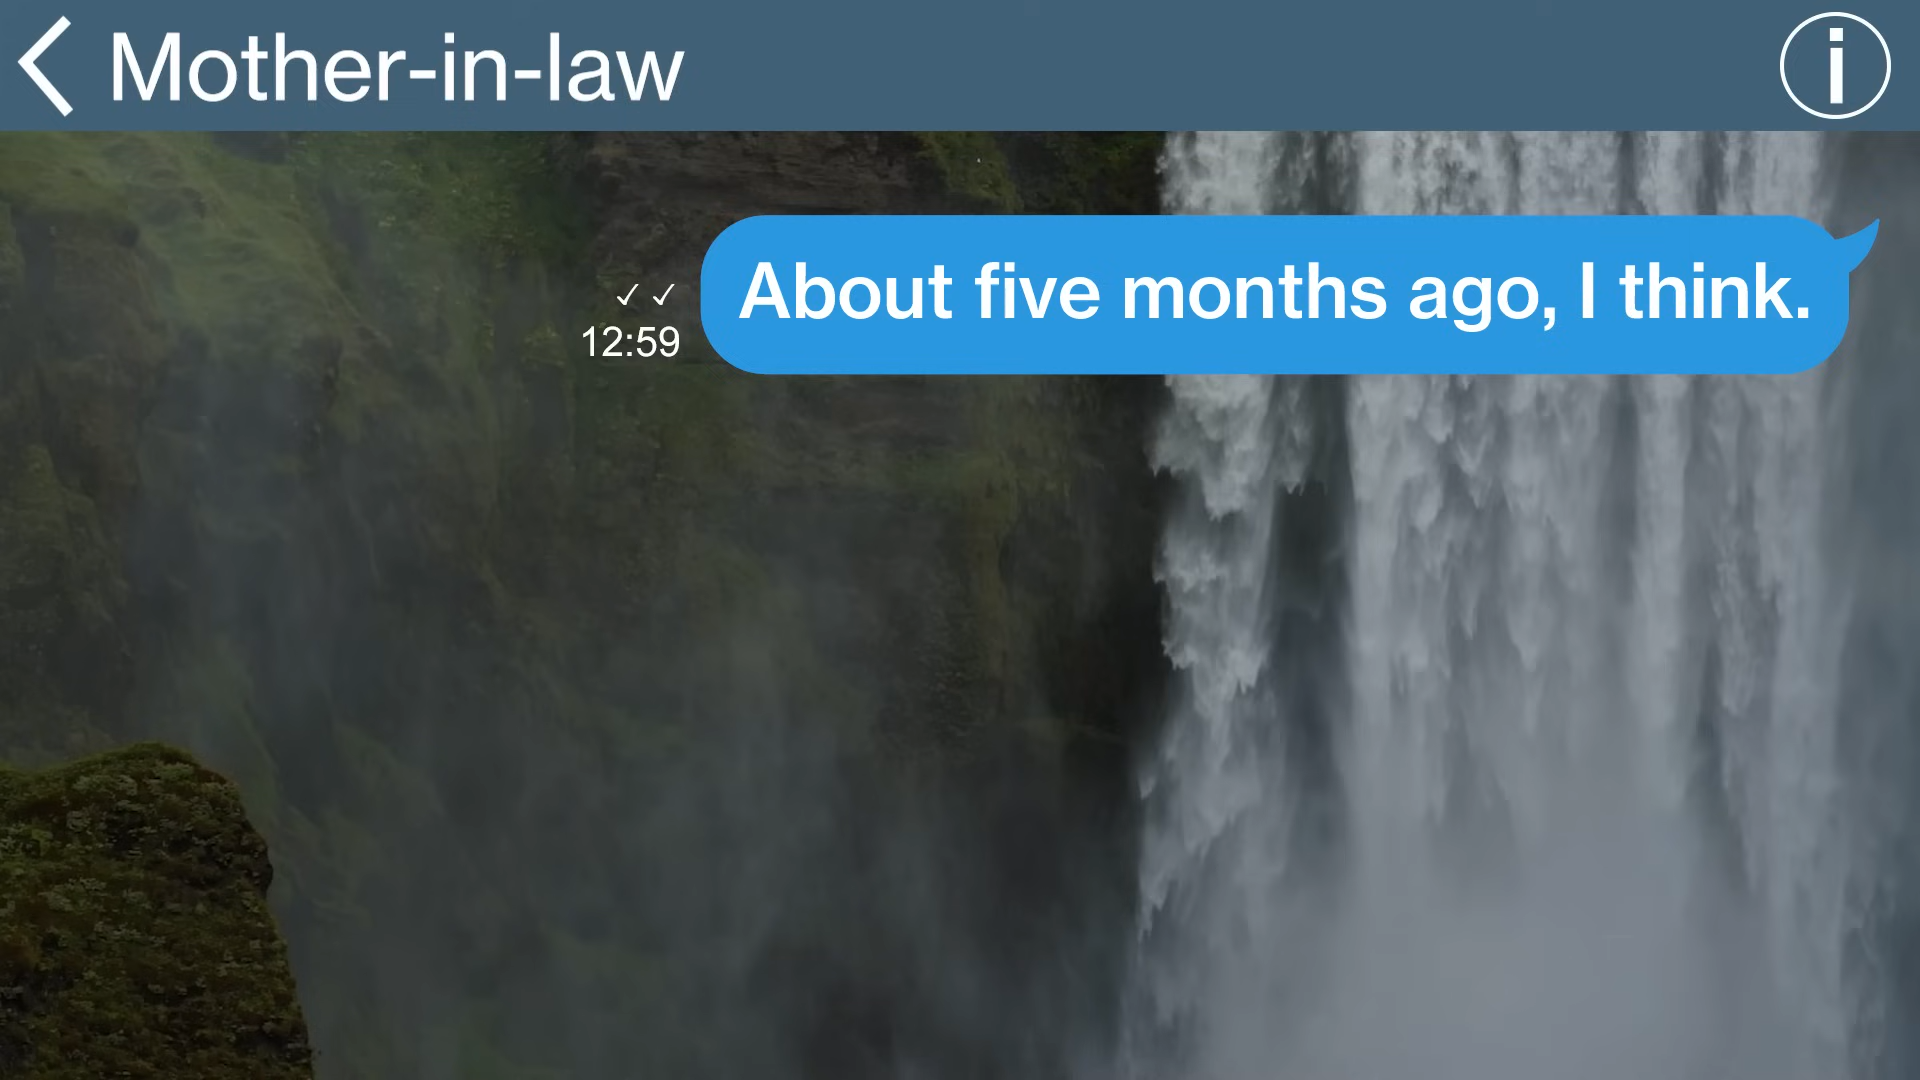 Mother-in-law
About five months ago, I think.
✓ ✓
12:59